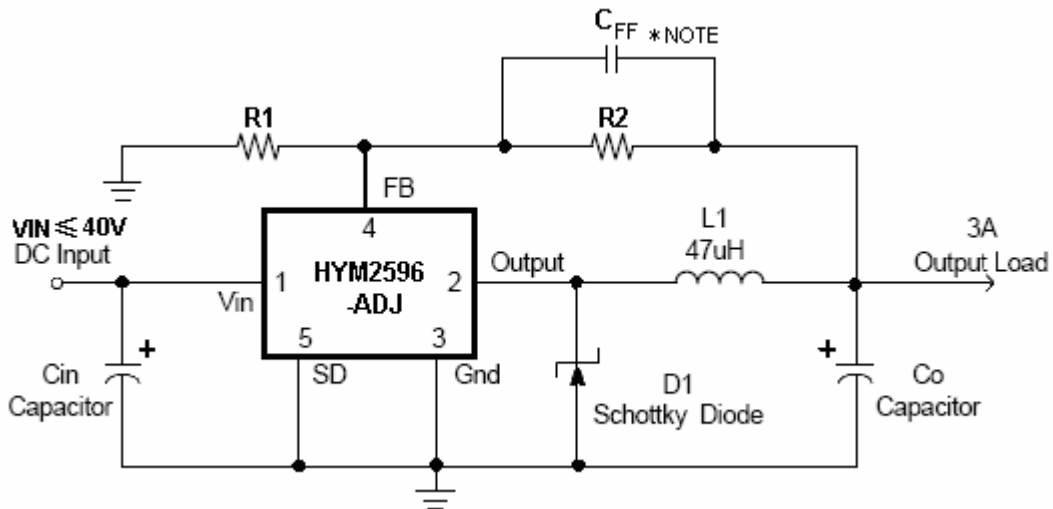 CFF *NOTE
R1
R2
FB
VIN ≤ 40V
DC Input
4
L1
47uH
3A
Output Load
HYM2596
-ADJ
1
2
Vin
Output
5
3
SD
Gnd
+
Cin
Capacitor
D1
Schottky Diode
+
Co
Capacitor